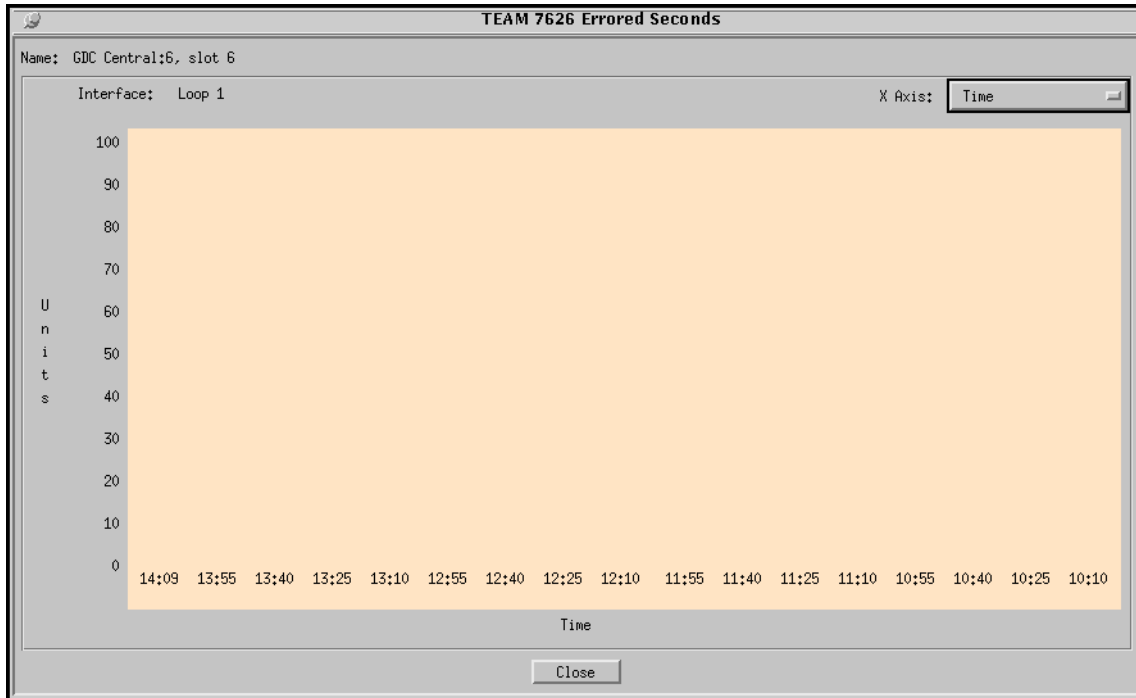 TEAM 7626 Errored Seconds
Name: GDC Central:6, slot 6
Interface: Loop 1 X Axis: Time
100
90
80
70
60
50
40
30
20
10
0
Units
14:09 13:55 13:40 13:25 13:10 12:55 12:40 12:25 12:10 11:55 11:40 11:25 11:10 10:55 10:40 10:25 10:10
Time
Close